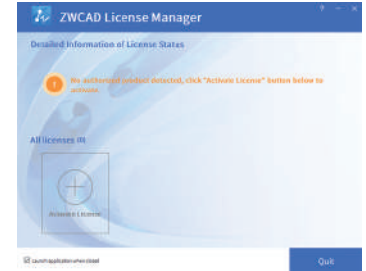 ZWCAD License Manager
Detailed Information of License States
No authorized product detected, click "Activate License" button below to
activate.
All licenses (0)
Activate License
Launch application when closed
Quit